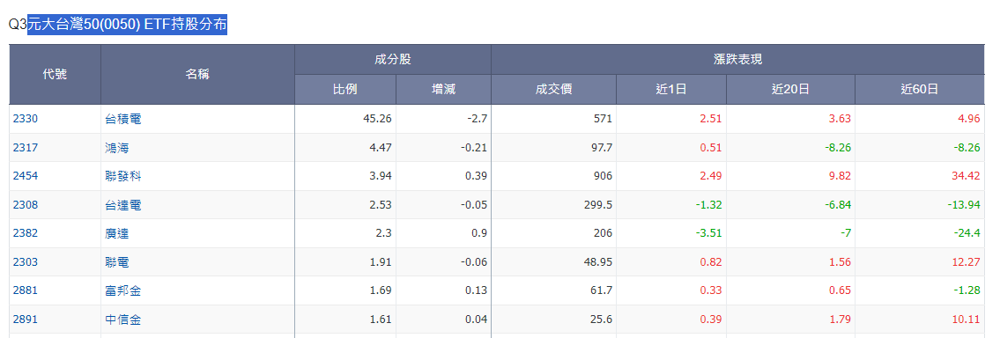 Q3元大台灣50(0050) ETF持股分布
代號 名稱 成分股 漲跌表現
比例 增減 成交價 近1日 近20日 近60日
2330 台積電 45.26 -2.7 571 2.51 3.63 4.96
2317 鴻海 4.47 -0.21 97.7 0.51 -8.26 -8.26
2454 聯發科 3.94 0.39 906 2.49 9.82 34.42
2308 台達電 2.53 -0.05 299.5 -1.32 -6.84 -13.94
2382 廣達 2.3 0.9 206 -3.51 -7 -24.4
2303 聯電 1.91 -0.06 48.95 0.82 1.56 12.27
2881 富邦金 1.69 0.13 61.7 0.33 0.65 -1.28
2891 中信金 1.61 0.04 25.6 0.39 1.79 10.11